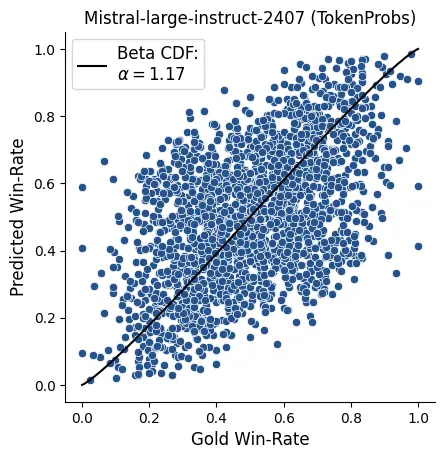 Mistral-large-instruct-2407 (TokenProbs)
Beta CDF:
α = 1.17
Predicted Win-Rate
1.0
0.8
0.6
0.4
0.2
0.0
0.0 0.2 0.4 0.6 0.8 1.0
Gold Win-Rate